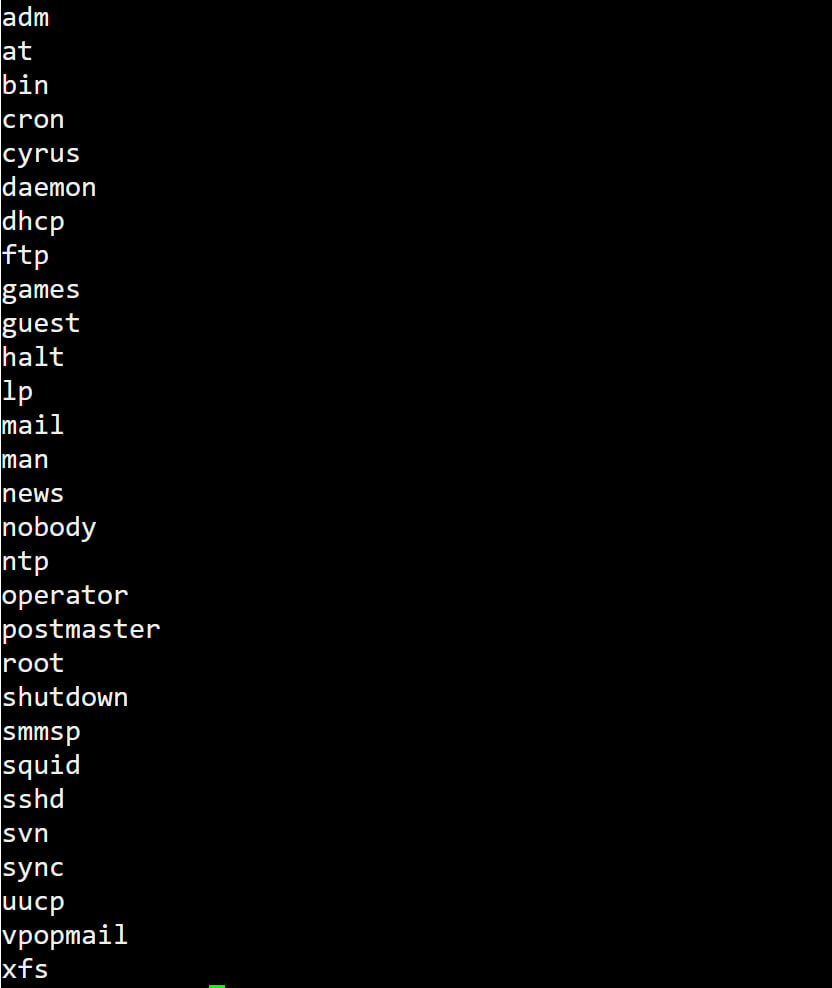 adm
at
bin
cron
cyrus
daemon
dhcp
ftp
games
guest
halt
lp
mail
man
news
nobody
ntp
operator
postmaster
root
shutdown
smmsp
squid
sshd
svn
sync
uucp
vpopmail
xfs